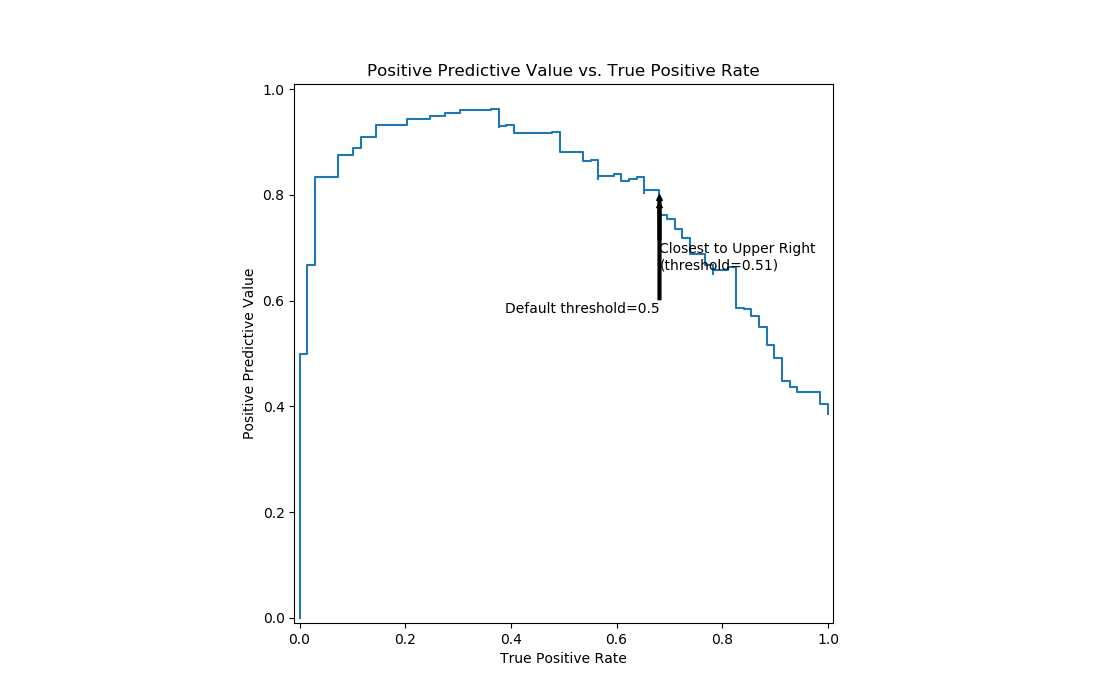 Positive Predictive Value vs. True Positive Rate
1.0
0.8
0.6
0.4
0.2
0.0
Positive Predictive Value
Closest to Upper Right
(threshold=0.51)
Default threshold=0.5
0.0 0.2 0.4 0.6 0.8 1.0
True Positive Rate